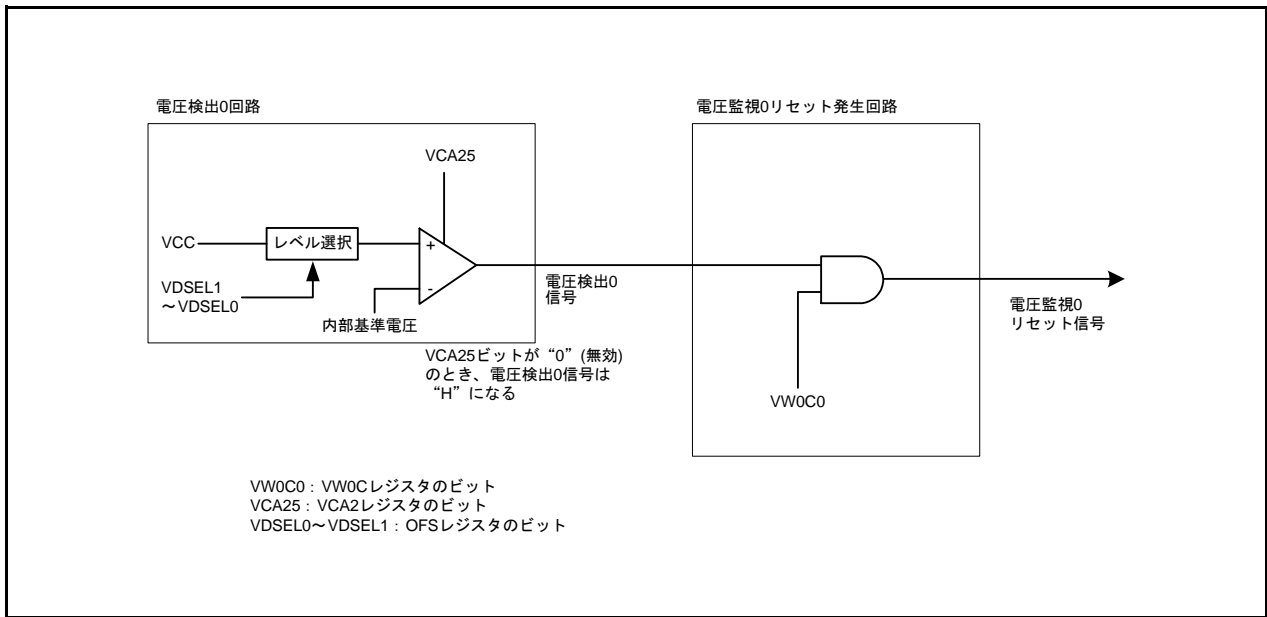 電圧検出0回路
電圧監視0リセット発生回路
VCA25
VCC
レベル選択
+
VDSEL1
～VDSEL0
-
内部基準電圧
電圧検出0
信号
電圧監視0
リセット信号
VCA25ビットが“0”(無効)
のとき、電圧検出0信号は
“H”になる
VW0C0
VW0C0：VW0Cレジスタのビット
VCA25：VCA2レジスタのビット
VDSEL0～VDSEL1：OFSレジスタのビット